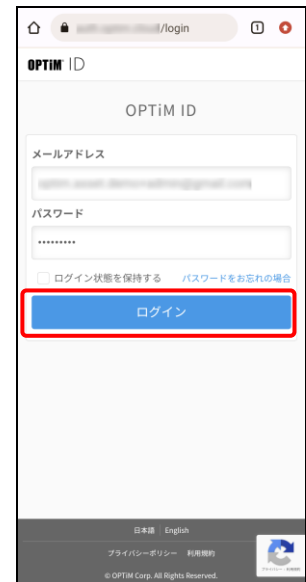 /login
1
OPTiM ID
OPTiM ID
メールアドレス
パスワード
•••••••••
ログイン状態を保持する パスワードをお忘れの場合
ログイン
日本語 English
プライバシーポリシー 利用規約
© OPTiM Corp. All Rights Reserved.